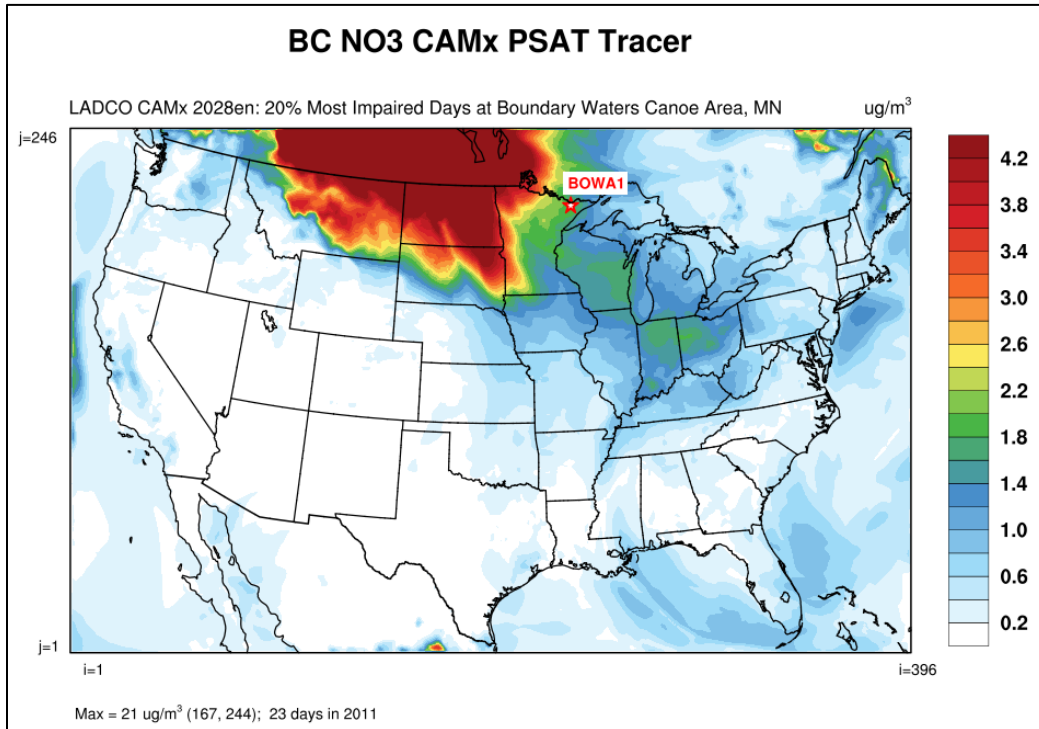 BC NO3 CAMx PSAT Tracer
LADCO CAMx 2028en: 20% Most Impaired Days at Boundary Waters Canoe Area, MN ug/m³
j=246
BOWA1
4.2
3.8
3.4
3.0
2.6
2.2
1.8
1.4
1.0
0.6
0.2
j=1
i=1 i=396
Max = 21 ug/m³ (167, 244); 23 days in 2011